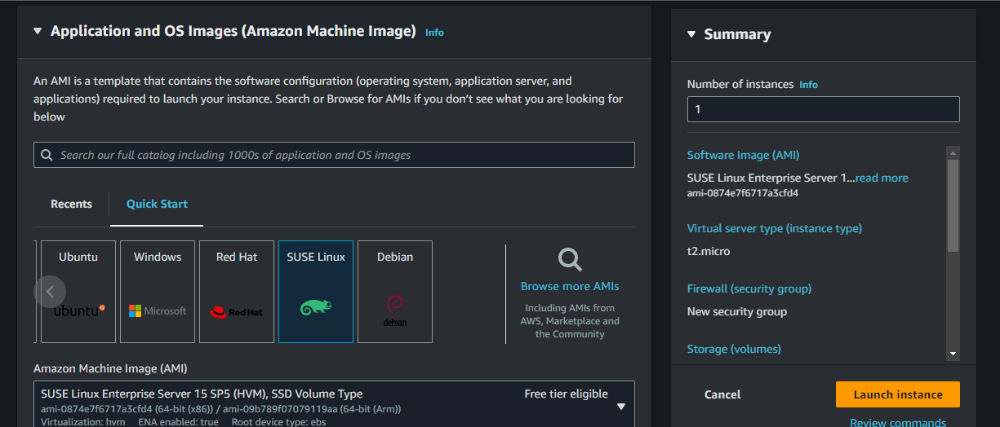 Application and OS Images (Amazon Machine Image) Info
An AMI is a template that contains the software configuration (operating system, application server, and
applications) required to launch your instance. Search or Browse for AMIs if you don't see what you are looking for
below
Search our full catalog including 1000s of application and OS images
Recents
Quick Start
Ubuntu
ubuntu
Windows
Microsoft
Red Hat
Red Hat
SUSE Linux
Debian
debian
Browse more AMIs
Including AMIs from
AWS, Marketplace and
the Community
Amazon Machine Image (AMI)
SUSE Linux Enterprise Server 15 SP5 (HVM), SSD Volume Type
Free tier eligible
ami-0874e7f6717a3cfd4 (64-bit (x86)) / ami-09b789f07079119aa (64-bit (Arm))
Virtualization: hvm ENA enabled: true Root device type: ebs
Summary
Number of instances Info
1
Software Image (AMI)
SUSE Linux Enterprise Server 1...read more
ami-0874e7f6717a3cfd4
Virtual server type (instance type)
t2.micro
Firewall (security group)
New security group
Storage (volumes)
Cancel
Launch instance
Review commands